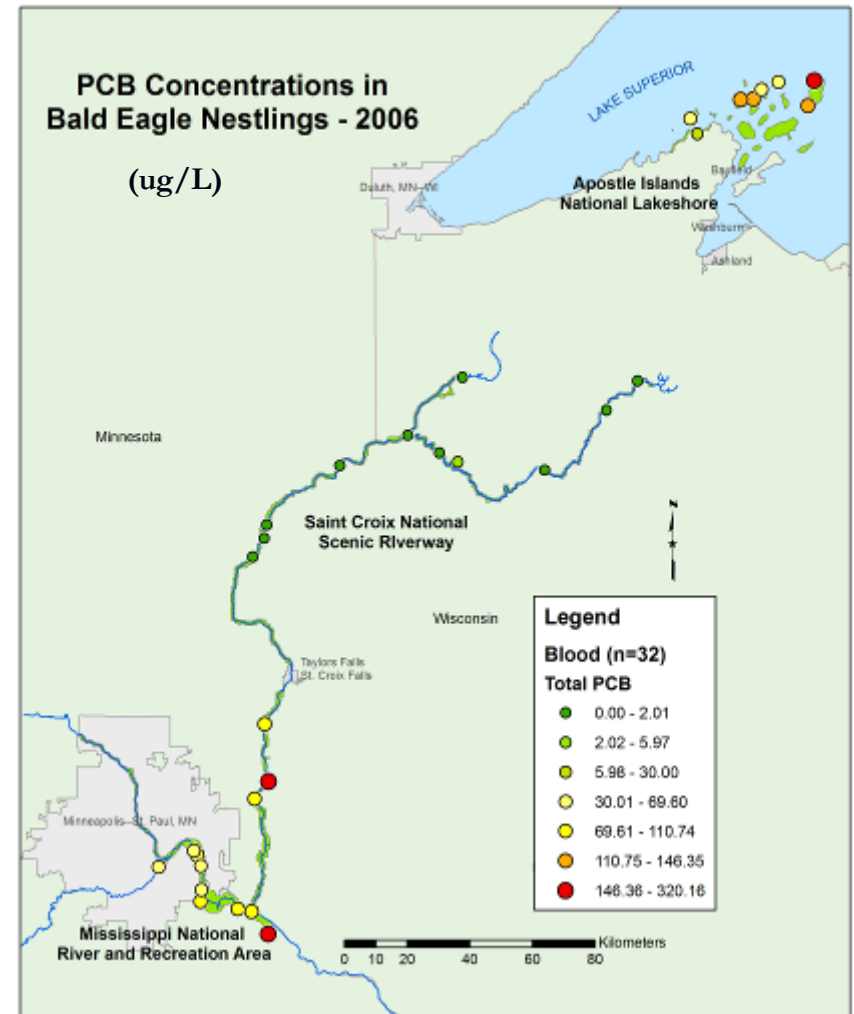 PCB Concentrations in
Bald Eagle Nestlings - 2006
(ug/L)
LAKE SUPERIOR
Duluth, MN--WI
Apostle Islands
National Lakeshore
Bayfield
Washburn
Ashland
Minnesota
N
Saint Croix National
Scenic RIverway
Wisconsin
Taylors Falls
St. Croix Falls
Minneapolis--St. Paul, MN
Mississippi National
River and Recreation Area
Legend
Blood (n=32)
Total PCB
0.00 - 2.01
2.02 - 5.97
5.98 - 30.00
30.01 - 69.60
69.61 - 110.74
110.75 - 146.35
146.36 - 320.16
Kilometers
0 10 20 40 60 80